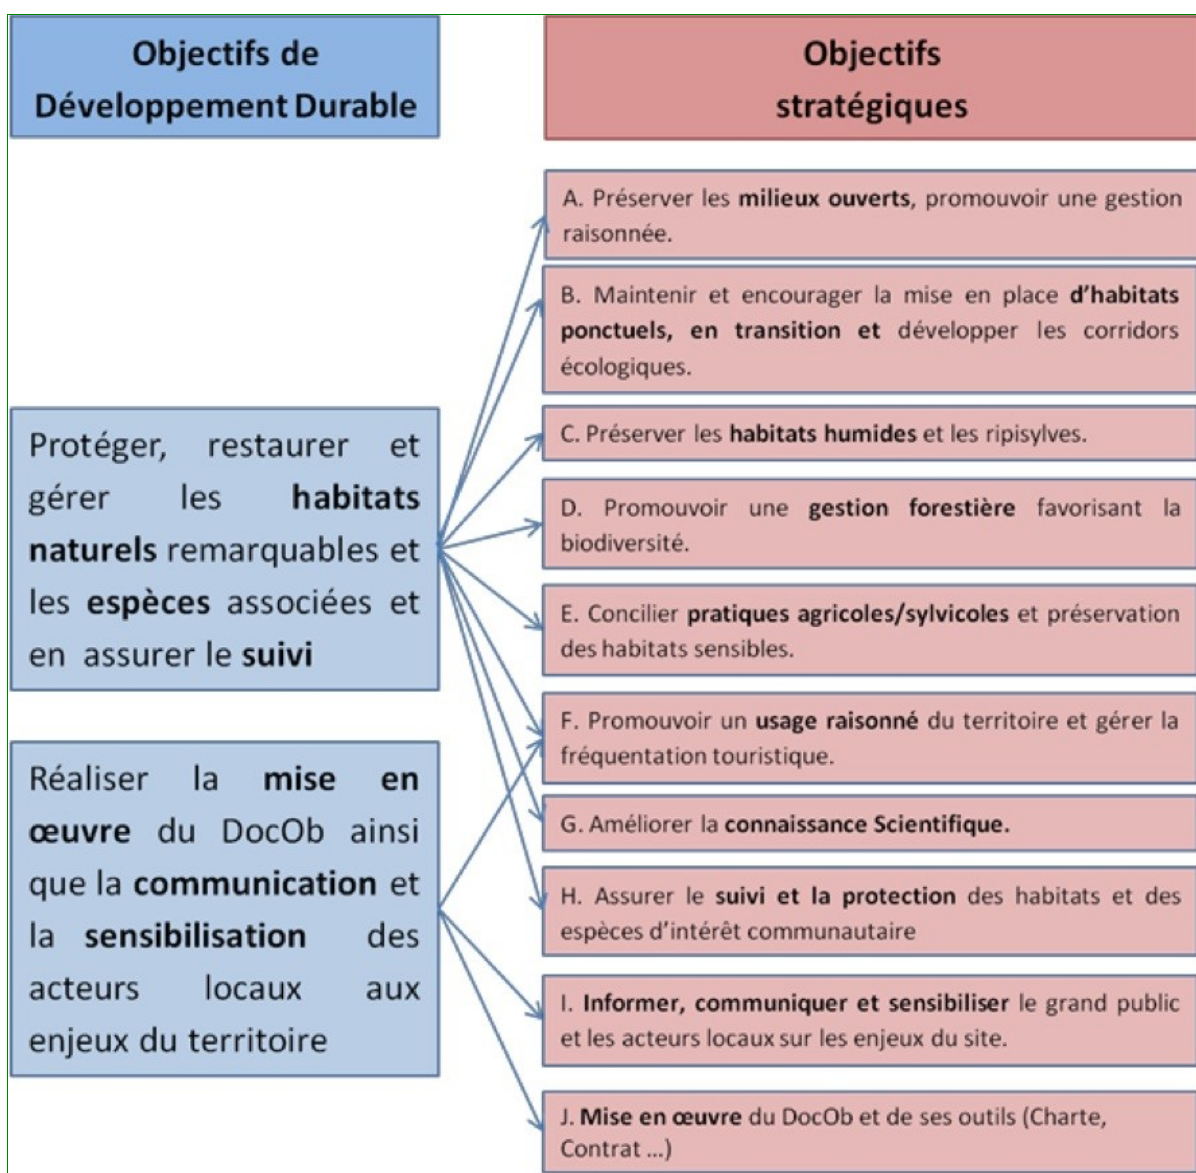 Objectifs de
Développement Durable
Objectifs
stratégiques
Protéger, restaurer et
gérer les habitats
naturels remarquables et
les espèces associées et
en assurer le suivi
Réaliser la mise en
œuvre du DocOb ainsi
que la communication et
la sensibilisation des
acteurs locaux aux
enjeux du territoire
A. Préserver les milieux ouverts, promouvoir une gestion
raisonnée.
B. Maintenir et encourager la mise en place d’habitats
ponctuels, en transition et développer les corridors
écologiques.
C. Préserver les habitats humides et les ripisylves.
D. Promouvoir une gestion forestière favorisant la
biodiversité.
E. Concilier pratiques agricoles/sylvicoles et préservation
des habitats sensibles.
F. Promouvoir un usage raisonné du territoire et gérer la
fréquentation touristique.
G. Améliorer la connaissance Scientifique.
H. Assurer le suivi et la protection des habitats et des
espèces d’intérêt communautaire
I. Informer, communiquer et sensibiliser le grand public
et les acteurs locaux sur les enjeux du site.
J. Mise en œuvre du DocOb et de ses outils (Charte,
Contrat ...)